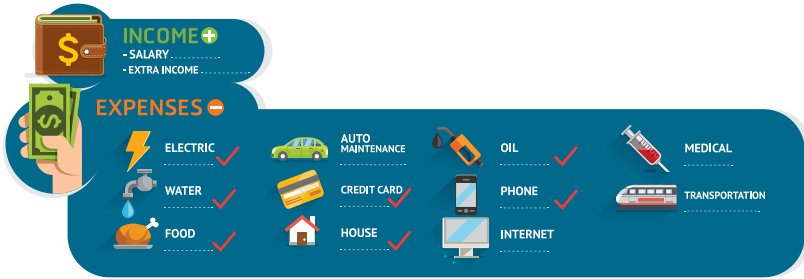 INCOME
- SALARY
- EXTRA INCOME
EXPENSES
ELECTRIC
WATER
FOOD
AUTO
MAINTENANCE
CREDIT CARD
HOUSE
OIL
PHONE
INTERNET
MEDICAL
TRANSPORTATION